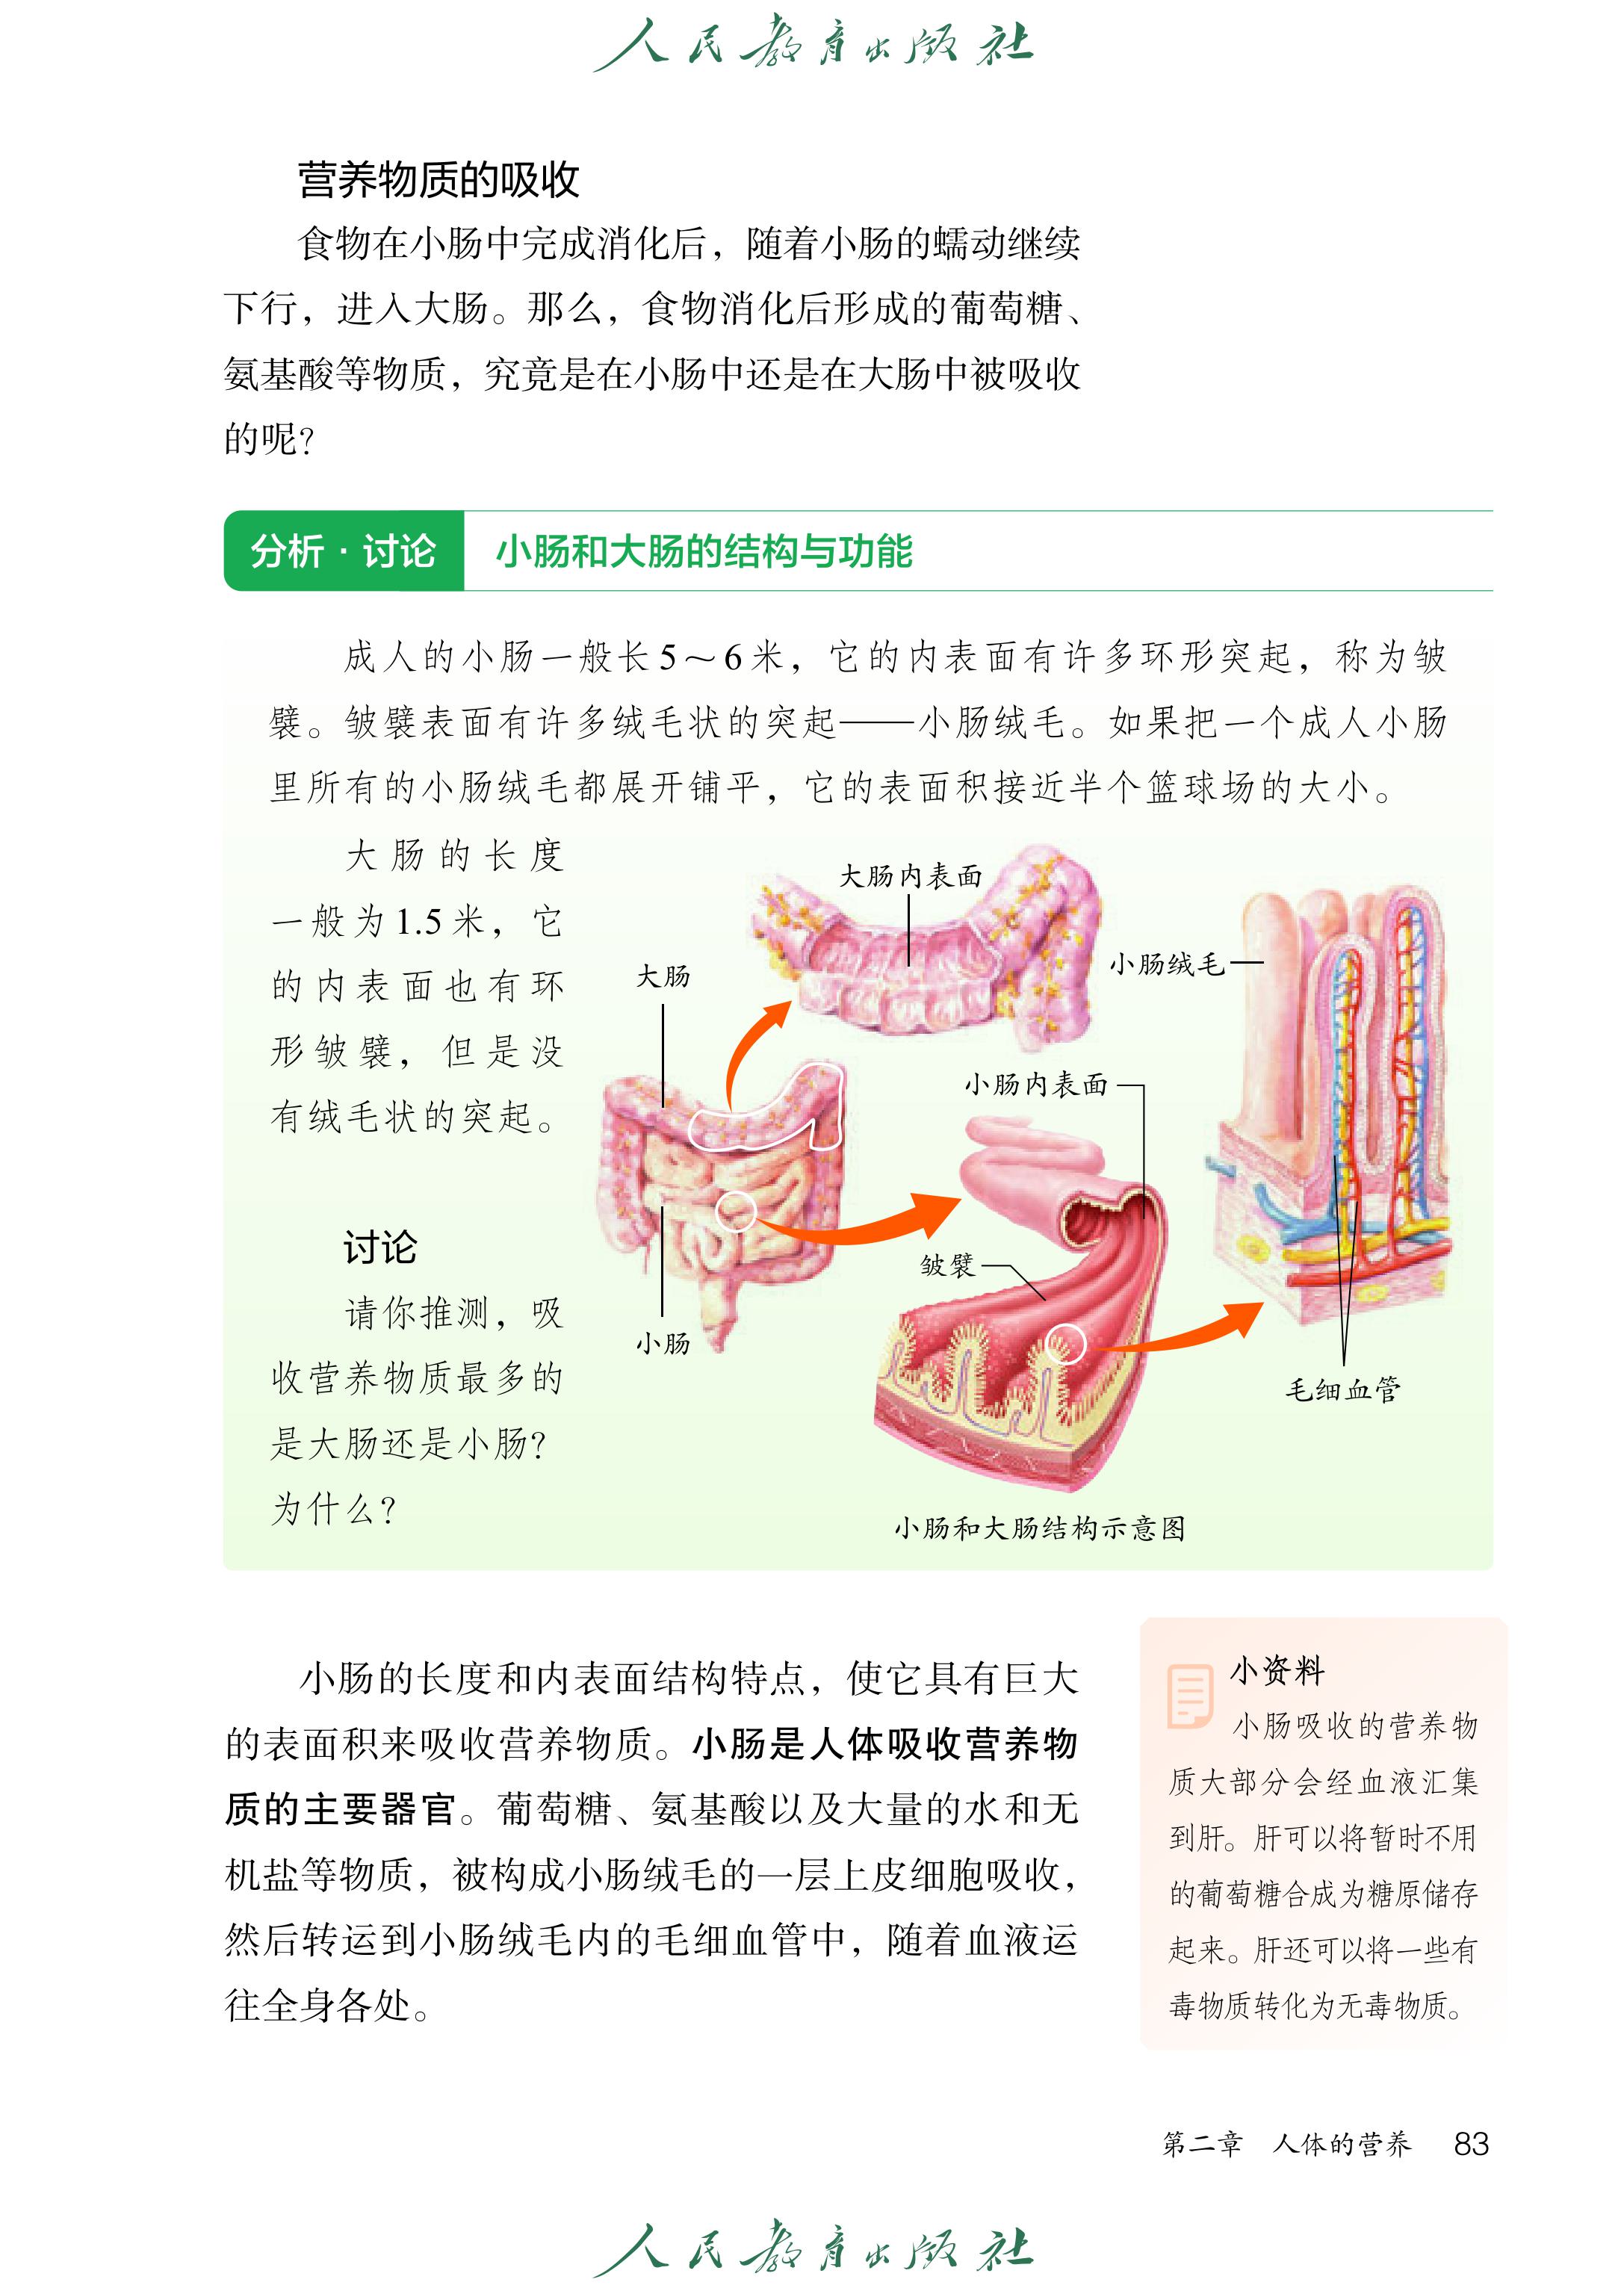 人民教育出版社
营养物质的吸收
食物在小肠中完成消化后，随着小肠的蠕动继续
下行，进入大肠。那么，食物消化后形成的葡萄糖、
氨基酸等物质，究竟是在小肠中还是在大肠中被吸收
的呢？
分析·讨论 小肠和大肠的结构与功能
成人的小肠一般长5～6米，它的内表面有许多环形突起，称为皱
襞。皱襞表面有许多绒毛状的突起——小肠绒毛。如果把一个成人小肠
里所有的小肠绒毛都展开铺平，它的表面积接近半个篮球场的大小。
大肠的长度
一般为1.5米，它
的内表面也有环
形皱襞，但是没
有绒毛状的突起。
讨论
请你推测，吸
收营养物质最多的
是大肠还是小肠？
为什么？
大肠内表面
小肠绒毛
大肠
小肠内表面
皱襞
小肠
毛细血管
小肠和大肠结构示意图
小肠的长度和内表面结构特点，使它具有巨大
的表面积来吸收营养物质。小肠是人体吸收营养物
质的主要器官。葡萄糖、氨基酸以及大量的水和无
机盐等物质，被构成小肠绒毛的一层上皮细胞吸收，
然后转运到小肠绒毛内的毛细血管中，随着血液运
往全身各处。
小资料
小肠吸收的营养物
质大部分会经血液汇集
到肝。肝可以将暂时不用
的葡萄糖合成为糖原储存
起来。肝还可以将一些有
毒物质转化为无毒物质。
第二章 人体的营养 83
人民教育出版社